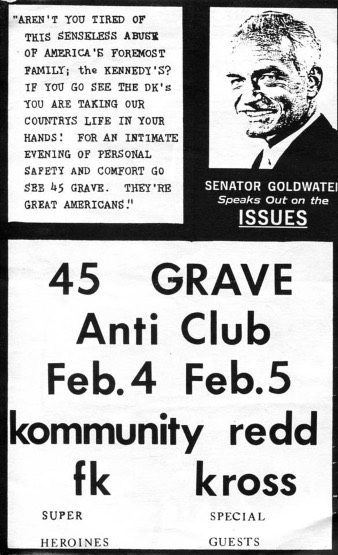 "AREN'T YOU TIRED OF
THIS SENSELESS ABUSE
OF AMERICA'S FOREMOST
FAMILY; the KENNEDY'S?
IF YOU GO SEE THE DK's
YOU ARE TAKING OUR
COUNTRYS LIFE IN YOUR
HANDS! FOR AN INTIMATE
EVENING OF PERSONAL
SAFETY AND COMFORT GO
SEE 45 GRAVE. THEY'RE
GREAT AMERICANS."
SENATOR GOLDWATER
Speaks Out on the
ISSUES
45 GRAVE
Anti Club
Feb. 4 Feb. 5
kommunity redd
fk kross
SUPER SPECIAL
HEROINES GUESTS